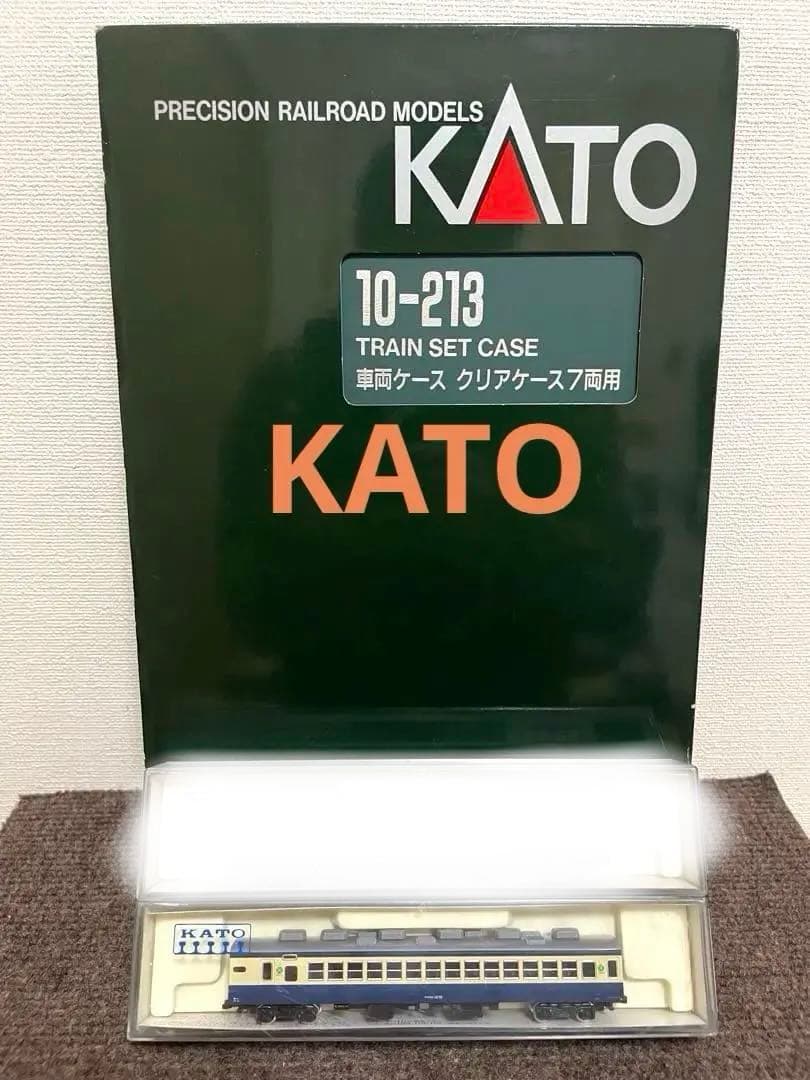 PRECISION RAILROAD MODELS
KATO
10-213
TRAIN SET CASE
車両ケース クリアケース7両用
KATO
KATO